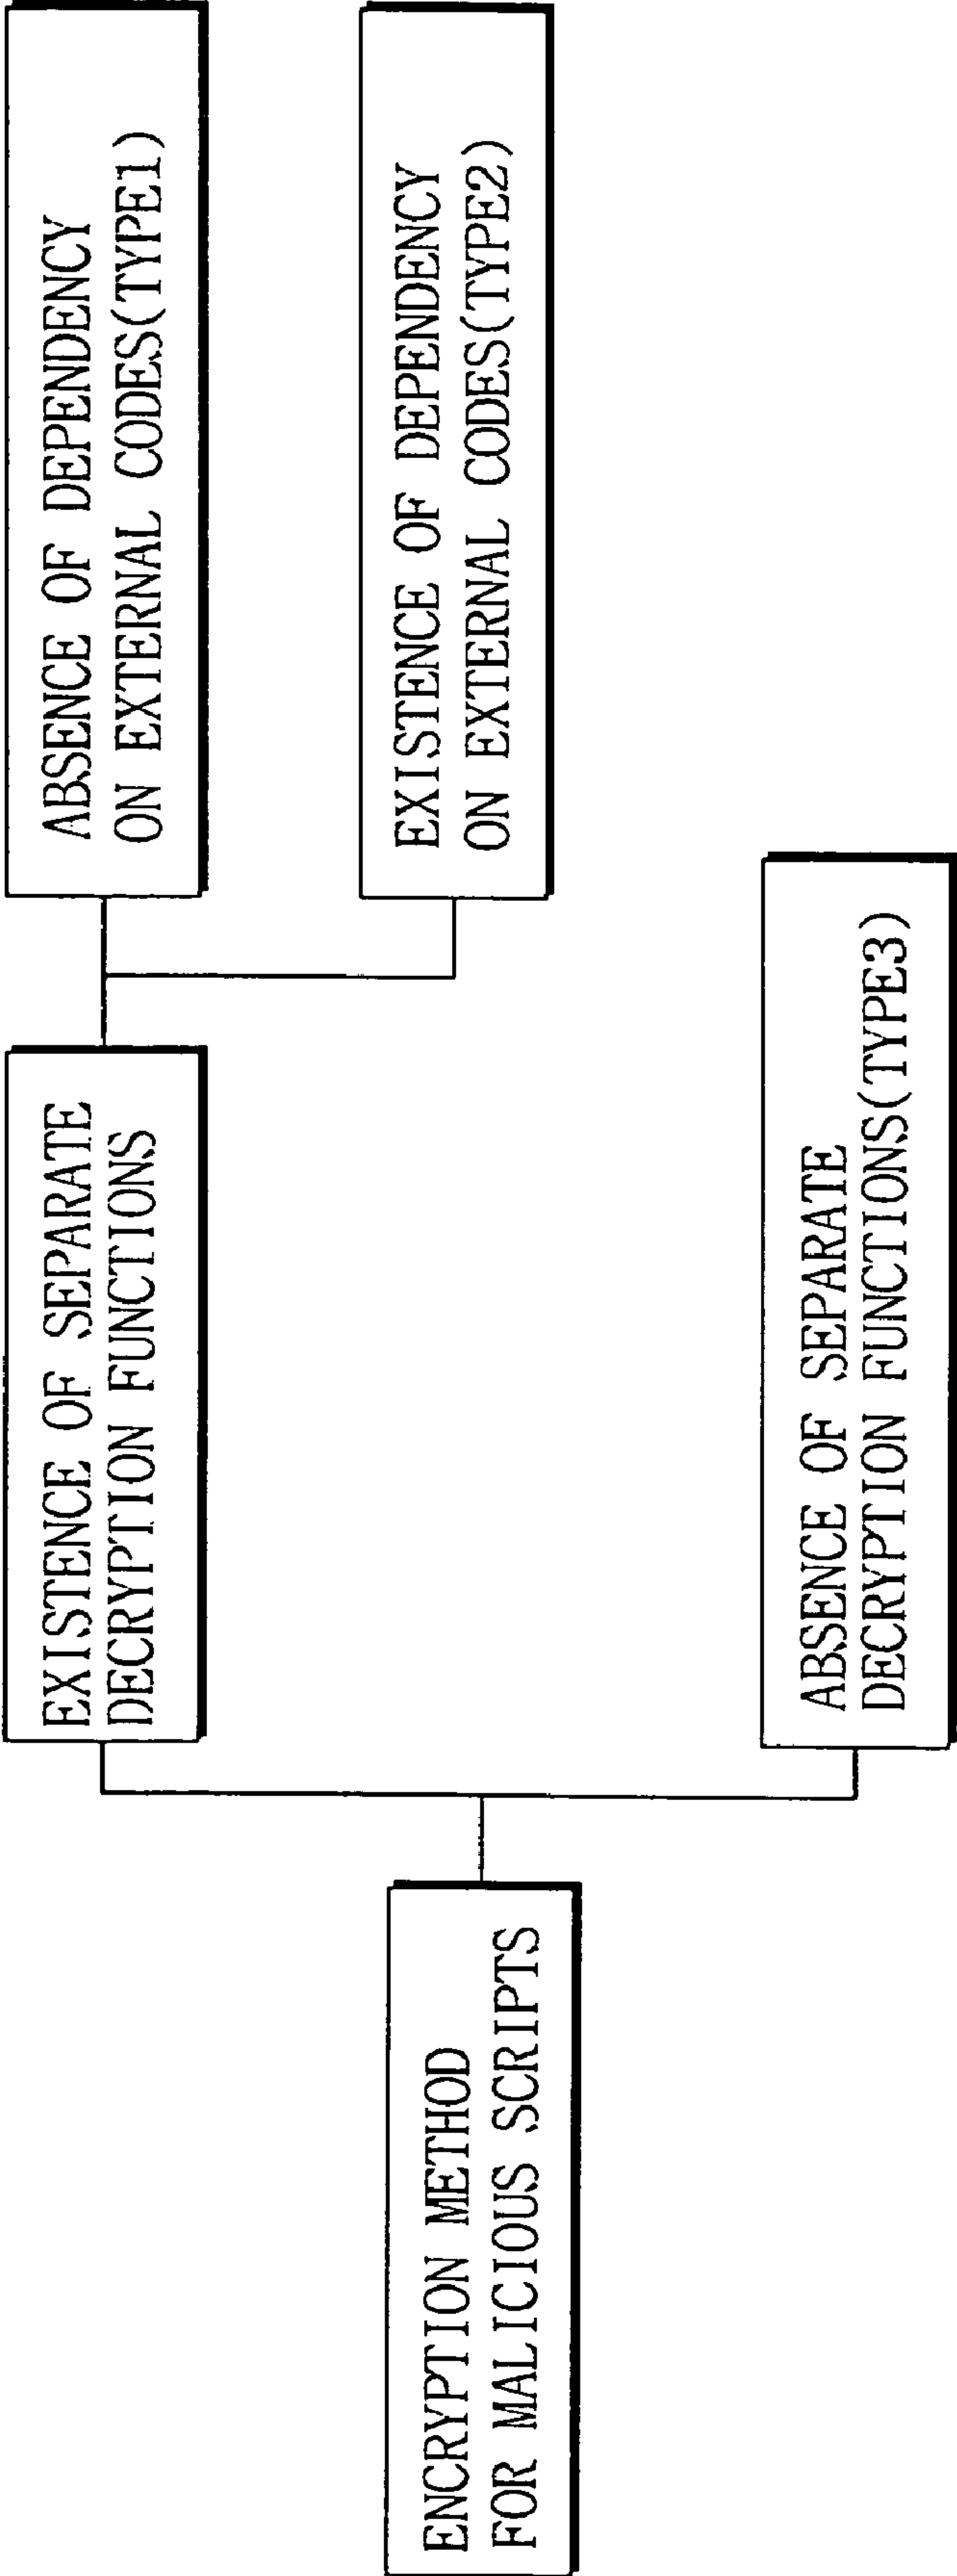 ENCRYPTION METHOD
FOR MALICIOUS SCRIPTS
EXISTENCE OF SEPARATE
DECRYPTION FUNCTIONS
ABSENCE OF DEPENDENCY
ON EXTERNAL CODES(TYPE1)
EXISTENCE OF DEPENDENCY
ON EXTERNAL CODES(TYPE2)
ABSENCE OF SEPARATE
DECRYPTION FUNCTIONS(TYPE3)